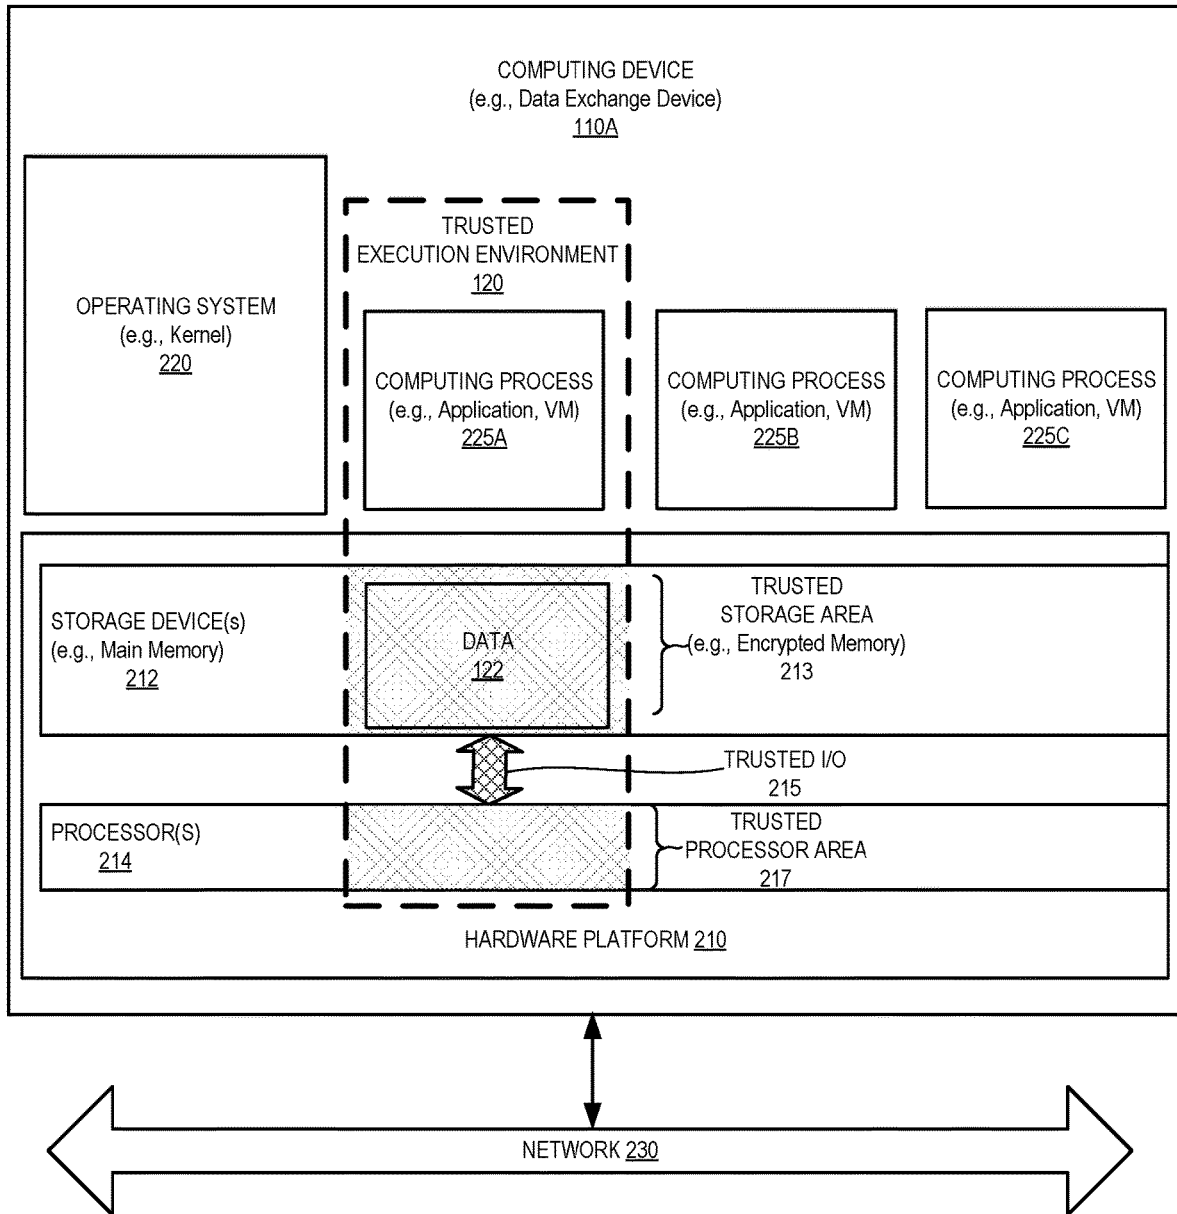 COMPUTING DEVICE
(e.g., Data Exchange Device)
110A
TRUSTED
EXECUTION ENVIRONMENT
120
OPERATING SYSTEM
(e.g., Kernel)
220
COMPUTING PROCESS
(e.g., Application, VM)
225A
COMPUTING PROCESS
(e.g., Application, VM)
225B
COMPUTING PROCESS
(e.g., Application, VM)
225C
STORAGE DEVICE(s)
(e.g., Main Memory)
212
DATA
122
TRUSTED
STORAGE AREA
(e.g., Encrypted Memory)
213
TRUSTED I/O
215
PROCESSOR(S)
214
TRUSTED
PROCESSOR AREA
217
HARDWARE PLATFORM 210
NETWORK 230